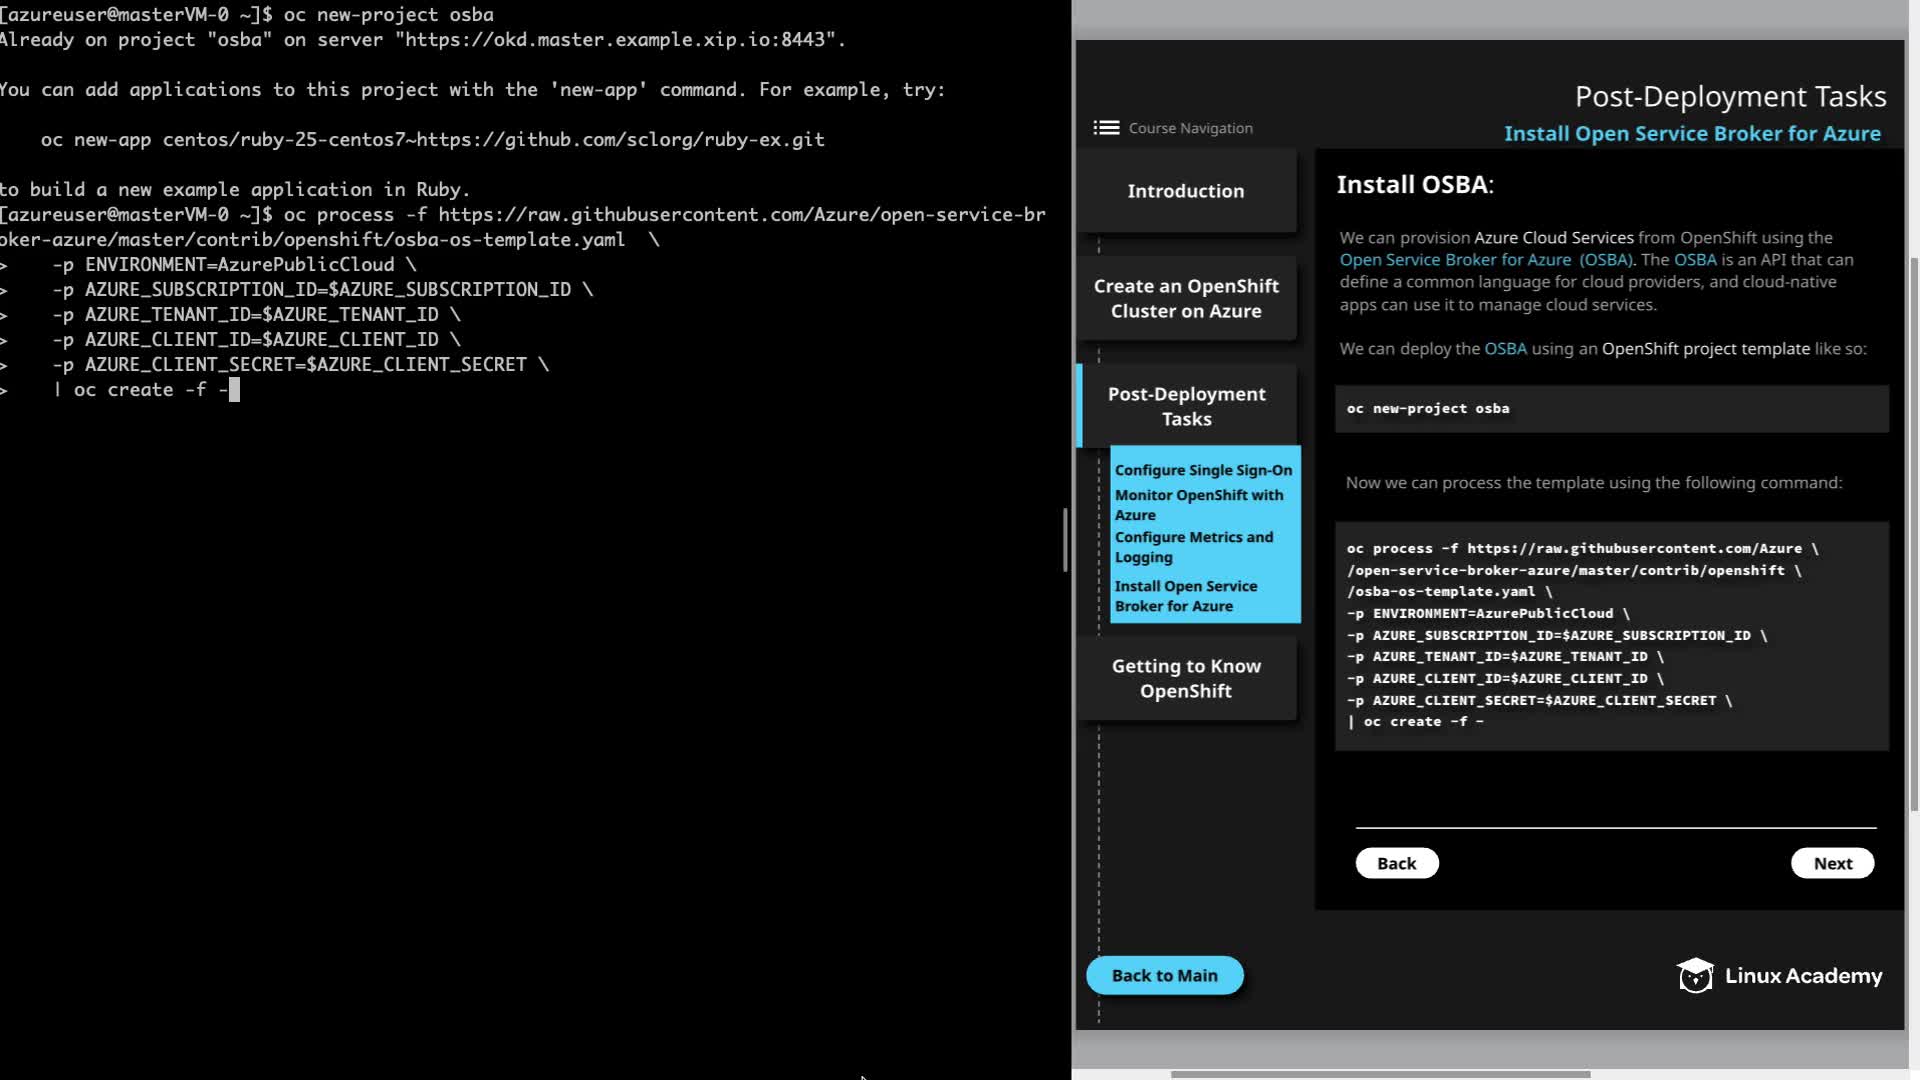 [azureuser@masterVM-0 ~]$ oc new-project osba
Already on project "osba" on server "https://okd.master.example.xip.io:8443".
You can add applications to this project with the 'new-app' command. For example, try:
oc new-app centos/ruby-25-centos7~https://github.com/sclorg/ruby-ex.git
to build a new example application in Ruby.
[azureuser@masterVM-0 ~]$ oc process -f https://raw.githubusercontent.com/Azure/open-service-br
oker-azure/master/contrib/openshift/osba-os-template.yaml  \
>    -p ENVIRONMENT=AzurePublicCloud \
>    -p AZURE_SUBSCRIPTION_ID=$AZURE_SUBSCRIPTION_ID \
>    -p AZURE_TENANT_ID=$AZURE_TENANT_ID \
>    -p AZURE_CLIENT_ID=$AZURE_CLIENT_ID \
>    -p AZURE_CLIENT_SECRET=$AZURE_CLIENT_SECRET \
>    | oc create -f -
Post-Deployment Tasks
Install Open Service Broker for Azure
Course Navigation
Introduction
Create an OpenShift
Cluster on Azure
Post-Deployment
Tasks
Configure Single Sign-On
Monitor OpenShift with
Azure
Configure Metrics and
Logging
Install Open Service
Broker for Azure
Getting to Know
OpenShift
Back to Main
Install OSBA:
We can provision Azure Cloud Services from OpenShift using the
Open Service Broker for Azure (OSBA). The OSBA is an API that can
define a common language for cloud providers, and cloud-native
apps can use it to manage cloud services.
We can deploy the OSBA using an OpenShift project template like so:
oc new-project osba
Now we can process the template using the following command:
oc process -f https://raw.githubusercontent.com/Azure \
/open-service-broker-azure/master/contrib/openshift \
/osba-os-template.yaml \
-p ENVIRONMENT=AzurePublicCloud \
-p AZURE_SUBSCRIPTION_ID=$AZURE_SUBSCRIPTION_ID \
-p AZURE_TENANT_ID=$AZURE_TENANT_ID \
-p AZURE_CLIENT_ID=$AZURE_CLIENT_ID \
-p AZURE_CLIENT_SECRET=$AZURE_CLIENT_SECRET \
| oc create -f -
Back
Next
Linux Academy